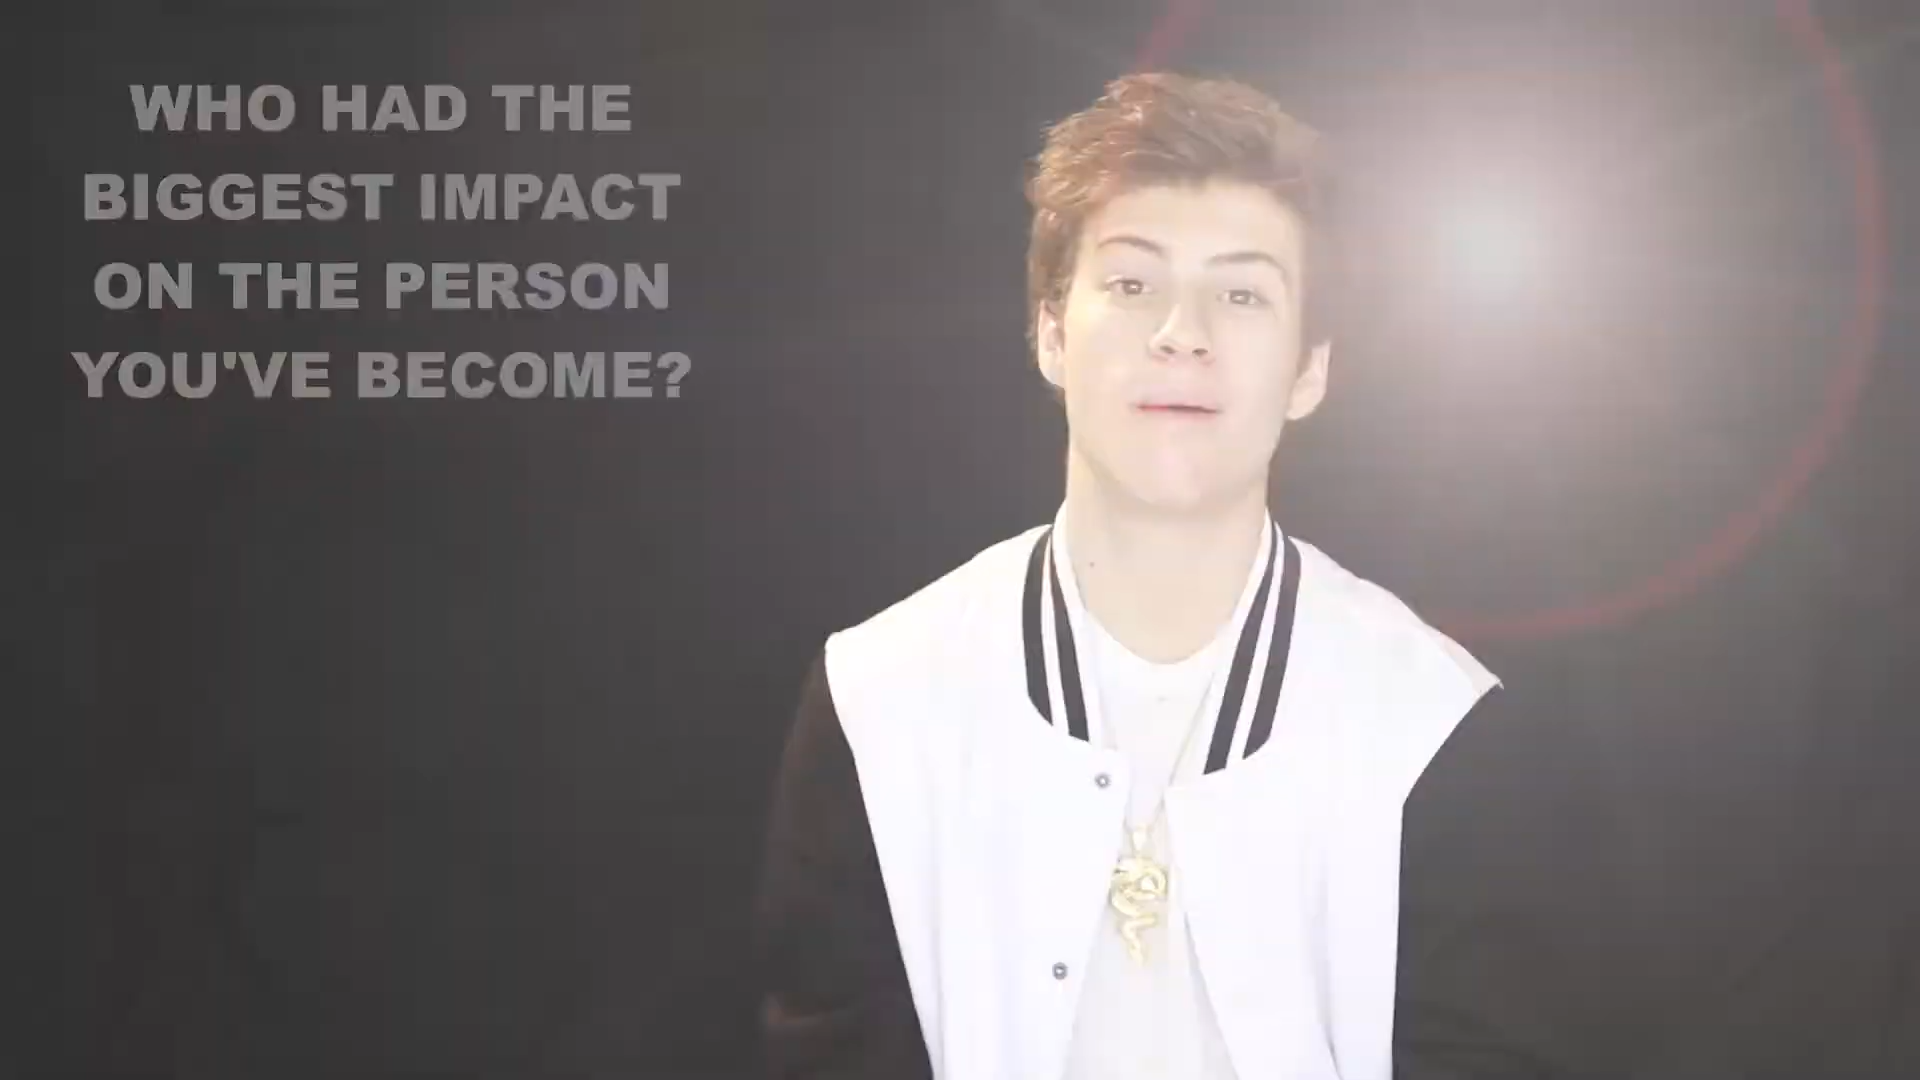 WHO HAD THE
BIGGEST IMPACT
ON THE PERSON
YOU'VE BECOME?